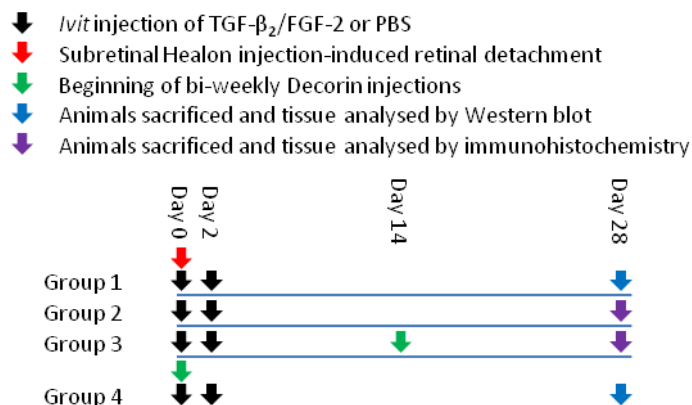 Ivit injection of TGF-β₂/FGF-2 or PBS
Subretinal Healon injection-induced retinal detachment
Beginning of bi-weekly Decorin injections
Animals sacrificed and tissue analysed by Western blot
Animals sacrificed and tissue analysed by immunohistochemistry
Day 0
Day 2
Day 14
Day 28
Group 1
Group 2
Group 3
Group 4